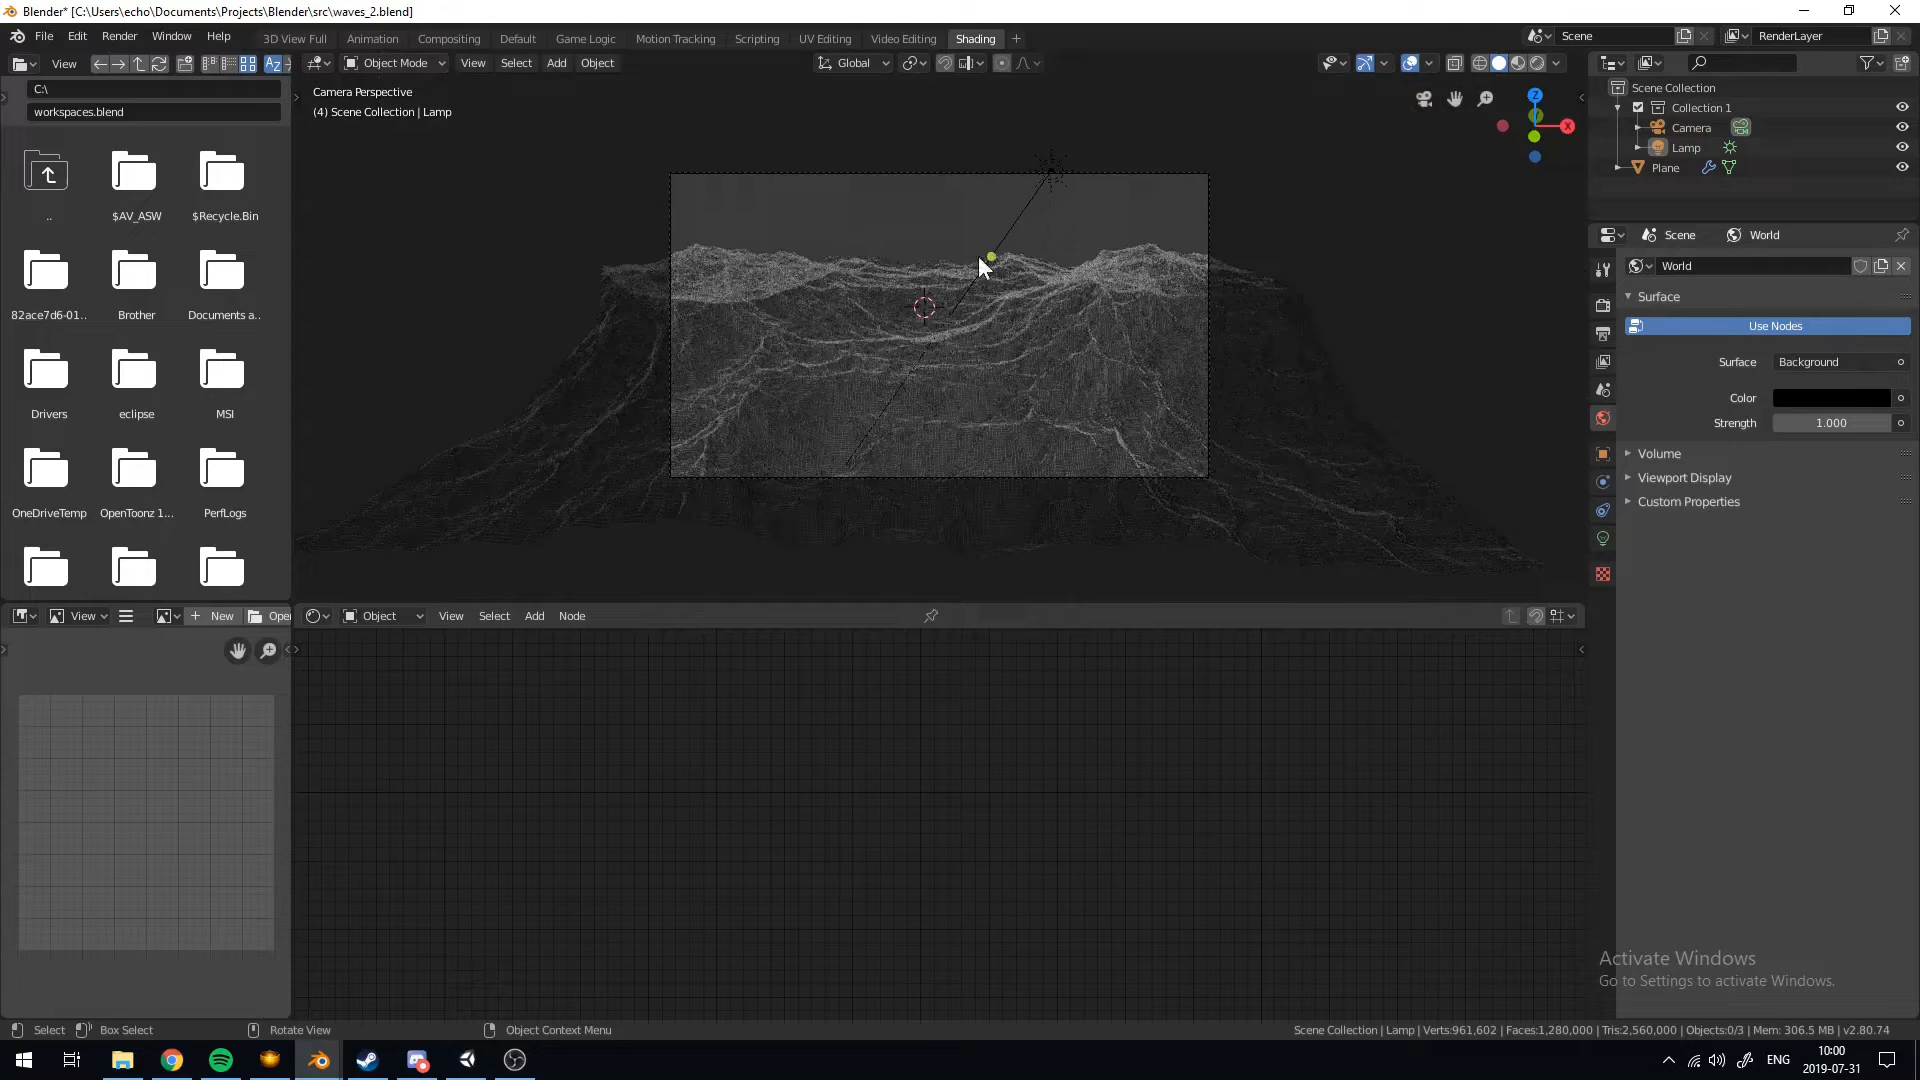 Blender* [C:\Users\echo\Documents\Projects\Blender\src\waves_2.blend]
File Edit Render Window Help
3D View Full Animation Compositing Default Game Logic Motion Tracking Scripting UV Editing Video Editing Shading +
Scene
RenderLayer
View
Object Mode View Select Add Object
Global
C:\
workspaces.blend
Camera Perspective
(4) Scene Collection | Lamp
Z
X
..
$AV_ASW
$Recycle.Bin
82ace7d6-01..
Brother
Documents a..
Drivers
eclipse
MSI
OneDriveTemp
OpenToonz 1...
PerfLogs
Scene Collection
Collection 1
Camera
Lamp
Plane
Scene World
World
Surface
Use Nodes
Surface Background
Color
Strength 1.000
Volume
Viewport Display
Custom Properties
View + New Open
Object View Select Add Node
Activate Windows
Go to Settings to activate Windows.
Select Box Select Rotate View Object Context Menu
Scene Collection | Lamp | Verts:961,602 | Faces:1,280,000 | Tris:2,560,000 | Objects:0/3 | Mem: 306.5 MB | v2.80.74
ENG
10:00
2019-07-31